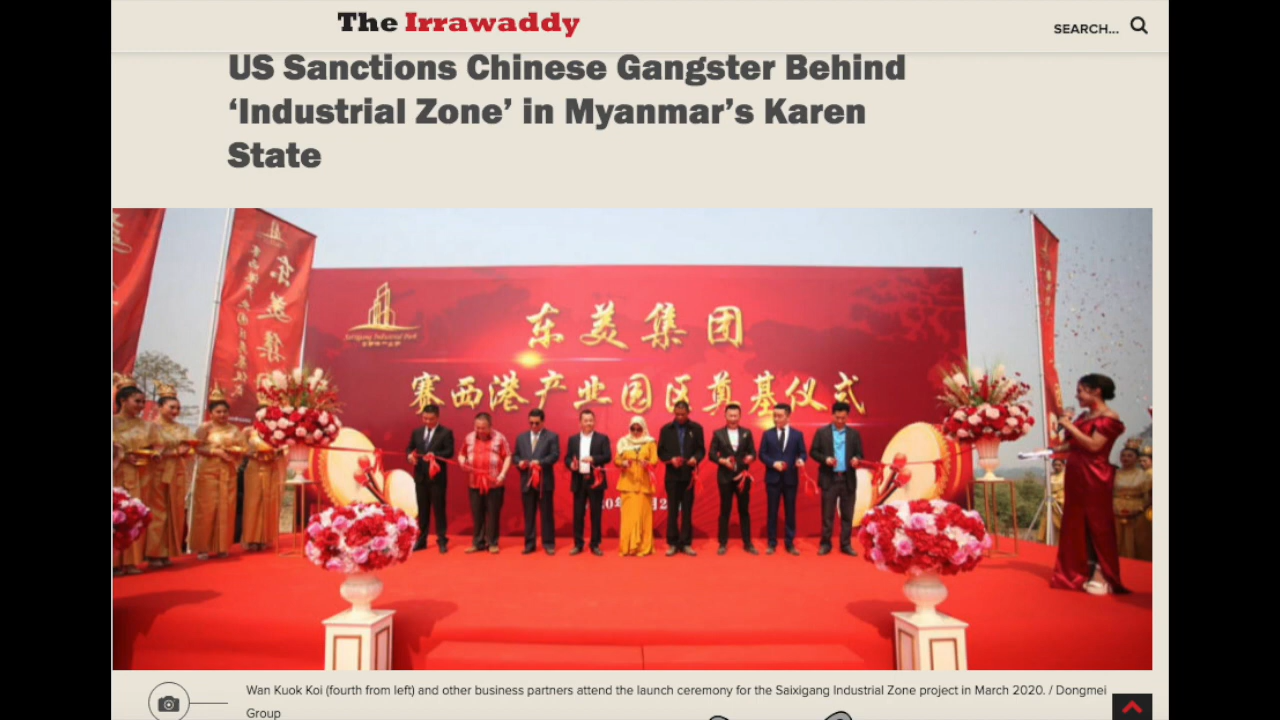 The Irrawaddy
SEARCH...
US Sanctions Chinese Gangster Behind
‘Industrial Zone’ in Myanmar’s Karen
State
东美集团
赛西港产业园区奠基仪式
Wan Kuok Koi (fourth from left) and other business partners attend the launch ceremony for the Saixigang Industrial Zone project in March 2020. / Dongmei
Group